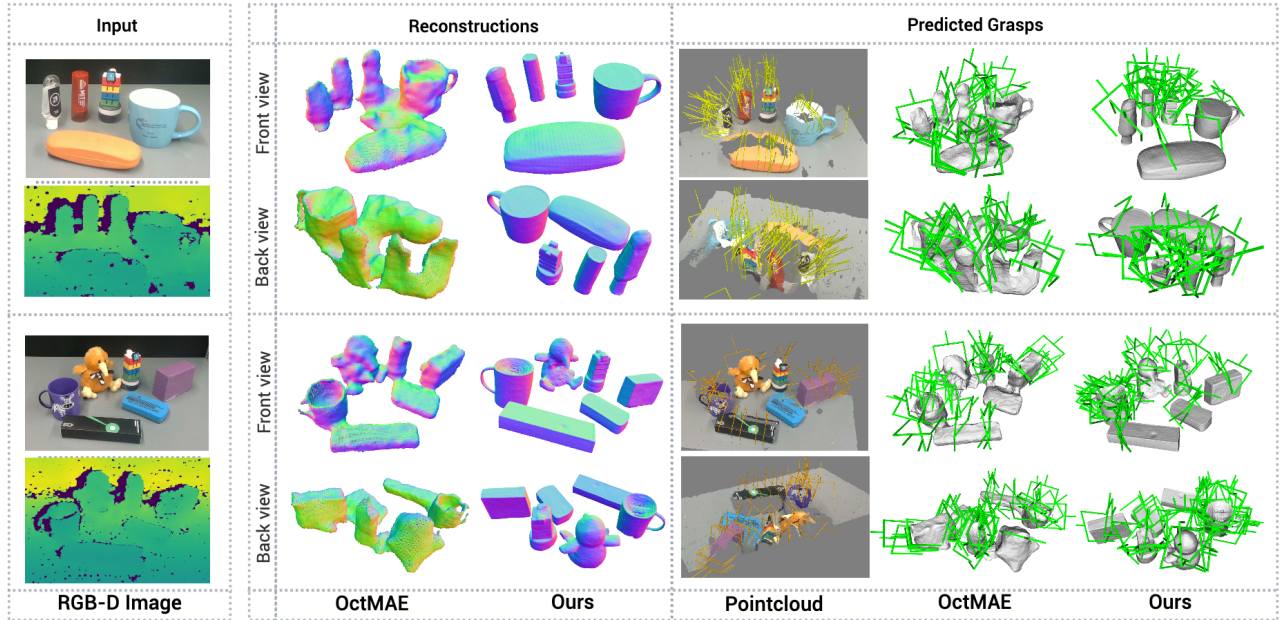 Input
Reconstructions
Predicted Grasps
Front view
Back view
Front view
Back view
RGB-D Image
OctMAE
Ours
Pointcloud
OctMAE
Ours